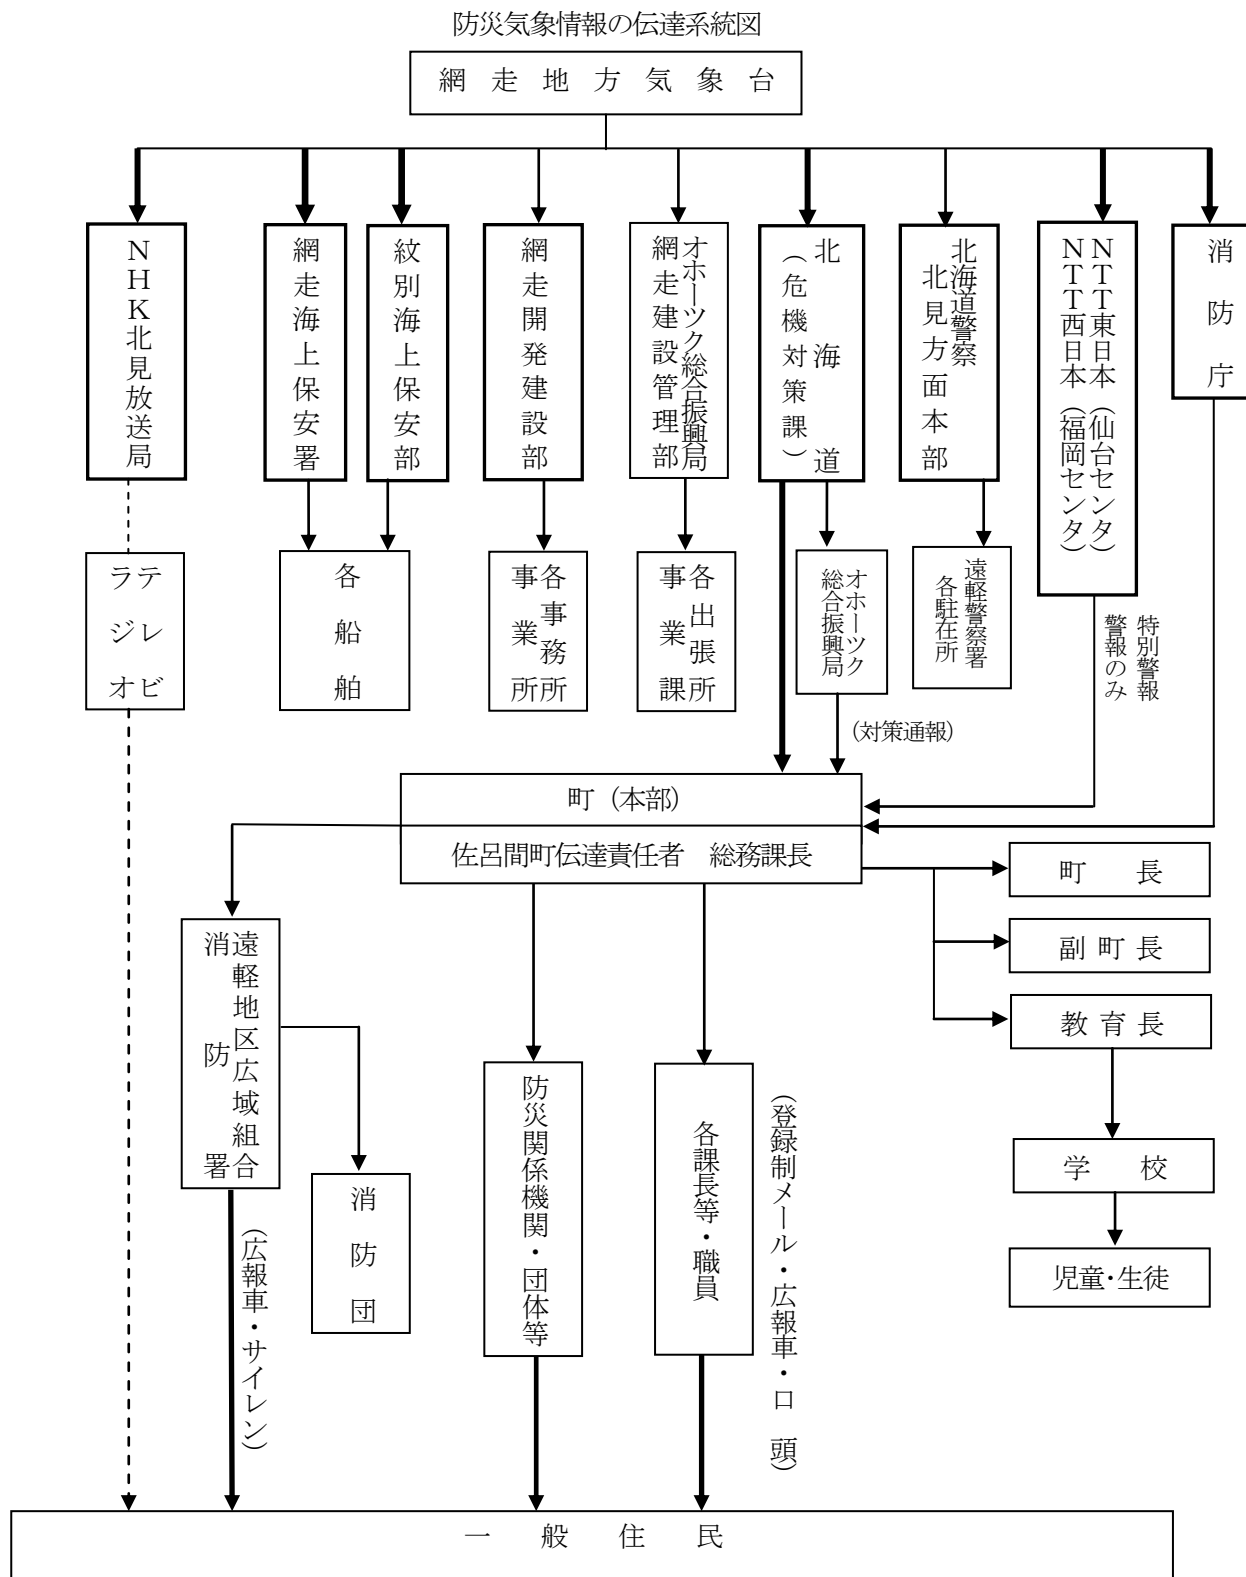 防災気象情報の伝達系統図
網走地方気象台
NHK北見放送局
網走海上保安署
紋別海上保安部
網走開発建設部
オホーツク総合振興局
網走建設管理部
北海道
（危機対策課）
北海道警察
北見方面本部
NTT東日本（仙台センタ）
NTT西日本（福岡センタ）
消防庁
テレビ
ラジオ
各船舶
各事務所
事業所
各出張所
事業課
オホーツク
総合振興局
遠軽警察署
各駐在所
特別警報
警報のみ
（対策通報）
町（本部）
佐呂間町伝達責任者　総務課長
町長
副町長
教育長
学校
児童・生徒
遠軽地区広域組合
消防署
消防団
防災関係機関・団体等
各課長等・職員
（広報車・サイレン）
（登録制メール・広報車・口頭）
一般住民